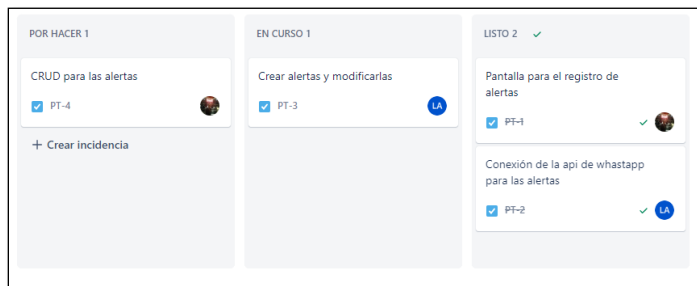 POR HACER 1
CRUD para las alertas
PT-4
+ Crear incidencia
EN CURSO 1
Crear alertas y modificarlas
PT-3
LA
LISTO 2
Pantalla para el registro de
alertas
PT-1
Conexión de la api de whastapp
para las alertas
PT-2
LA